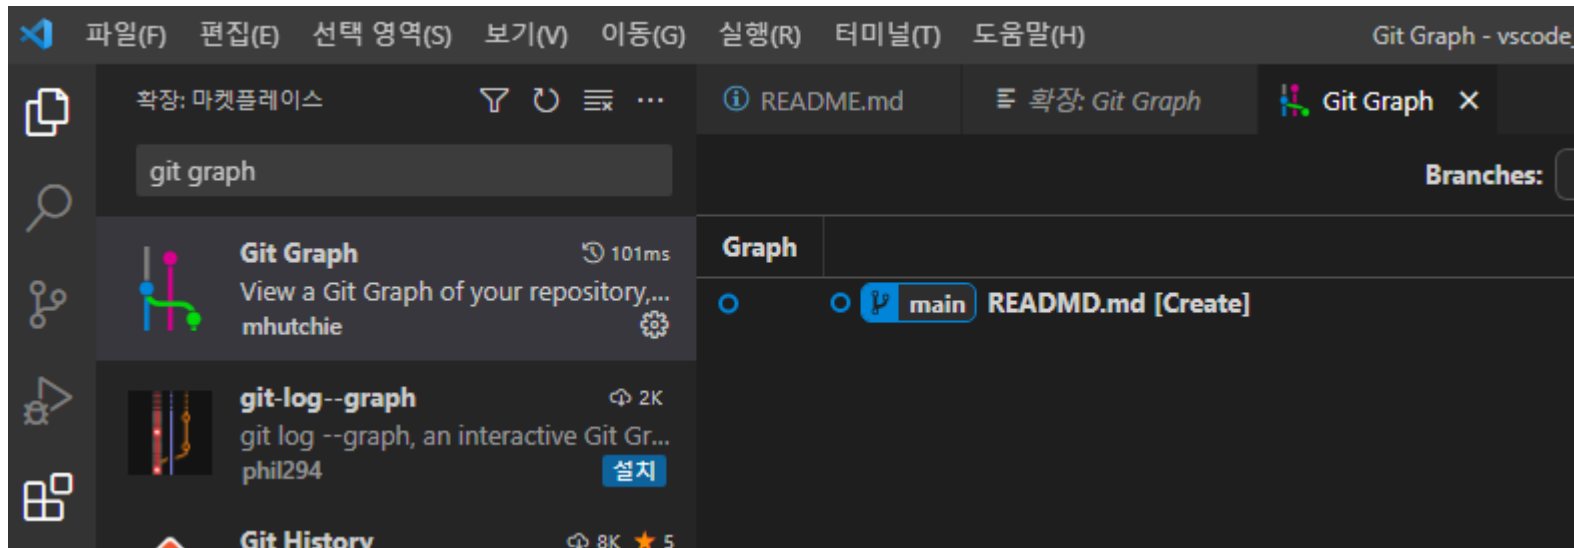 파일(F) 편집(E) 선택 영역(S) 보기(V) 이동(G) 실행(R) 터미널(T) 도움말(H) Git Graph - vscode_
확장: 마켓플레이스
git graph
Git Graph 101ms
View a Git Graph of your repository,...
mhutchie
git-log--graph 2K
git log --graph, an interactive Git Gr...
phil294 설치
Git History 8K 5
README.md 확장: Git Graph Git Graph
Branches:
Graph
main READMD.md [Create]